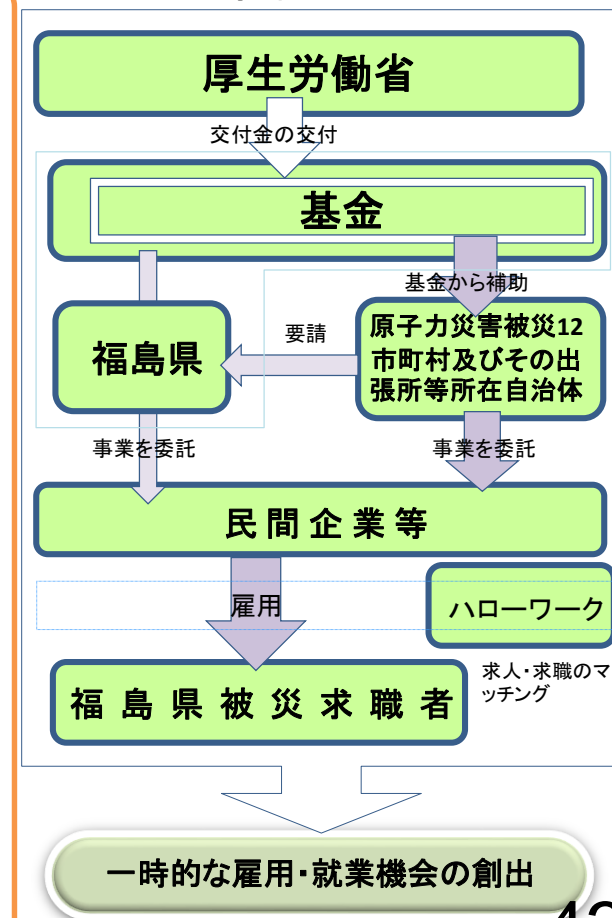 厚生労働省
交付金の交付
基金
基金から補助
福島県
要請
原子力災害被災12
市町村及びその出
張所等所在自治体
事業を委託
事業を委託
民間企業等
雇用
ハローワーク
求人・求職のマ
ッチング
福島県被災求職者
一時的な雇用・就業機会の創出